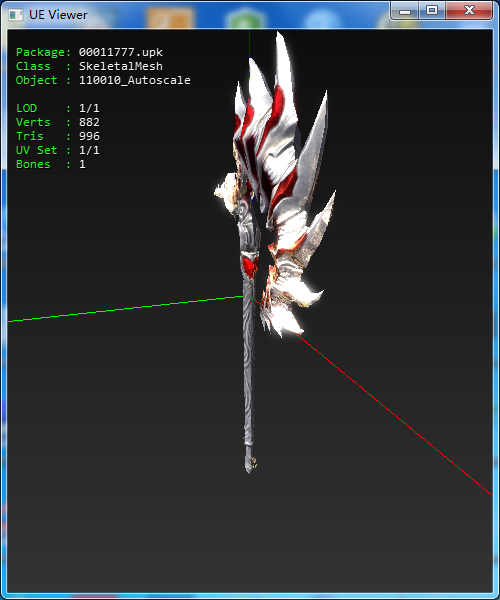 UE Viewer
Package: 00011777.upk
Class  : SkeletalMesh
Object : 110010_Autoscale
LOD    : 1/1
Verts  : 882
Tris   : 996
UV Set : 1/1
Bones  : 1